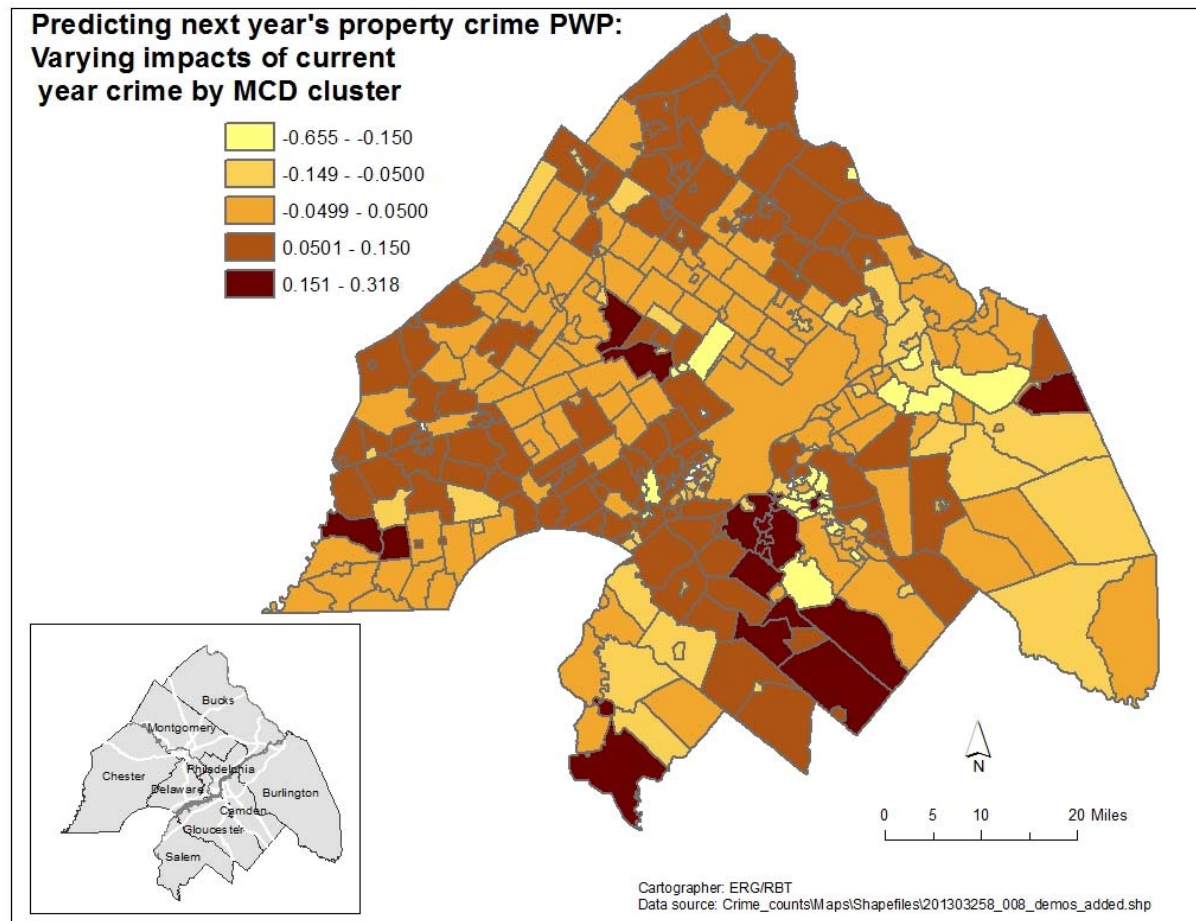 Predicting next year's property crime PWP:
Varying impacts of current
year crime by MCD cluster
-0.655 - -0.150
-0.149 - -0.0500
-0.0499 - 0.0500
0.0501 - 0.150
0.151 - 0.318
Bucks
Montgomery
Chester
Philadelphia
Delaware
Burlington
Camden
Gloucester
Salem
N
0 5 10 20 Miles
Cartographer: ERG/RBT
Data source: Crime_counts\Maps\Shapefiles\201303258_008_demos_added.shp